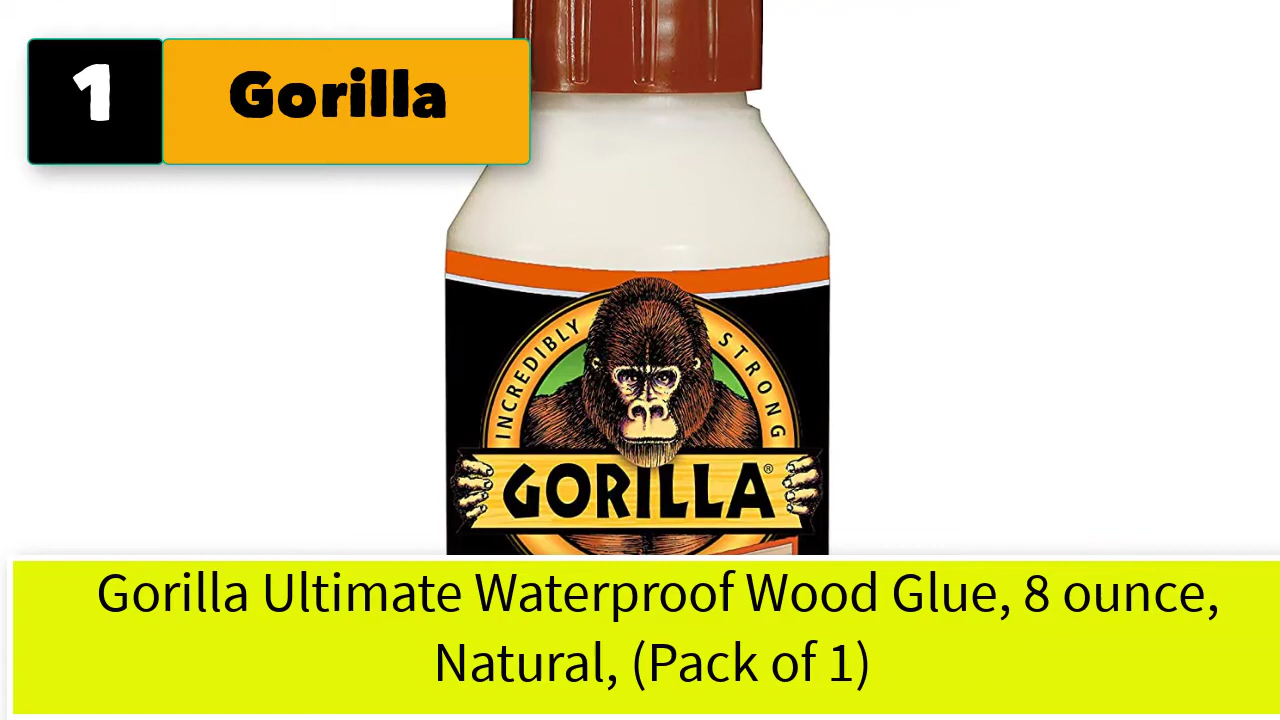 1 Gorilla
INCREDIBLY STRONG
GORILLA®
Gorilla Ultimate Waterproof Wood Glue, 8 ounce,
Natural, (Pack of 1)